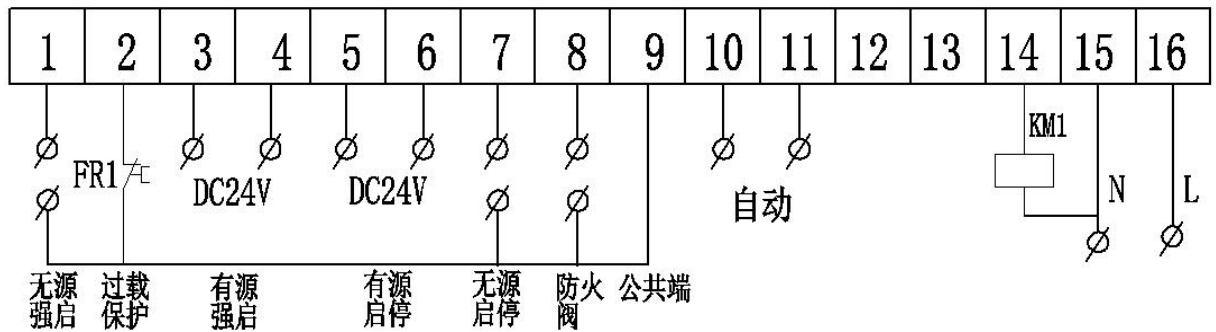 1 2 3 4 5 6 7 8 9 10 11 12 13 14 15 16
KM1
FR1
DC24V DC24V
自动
N L
无源 过载 有源 有源 无源 防火 公共端
强启 保护 强启 启停 启停 阀